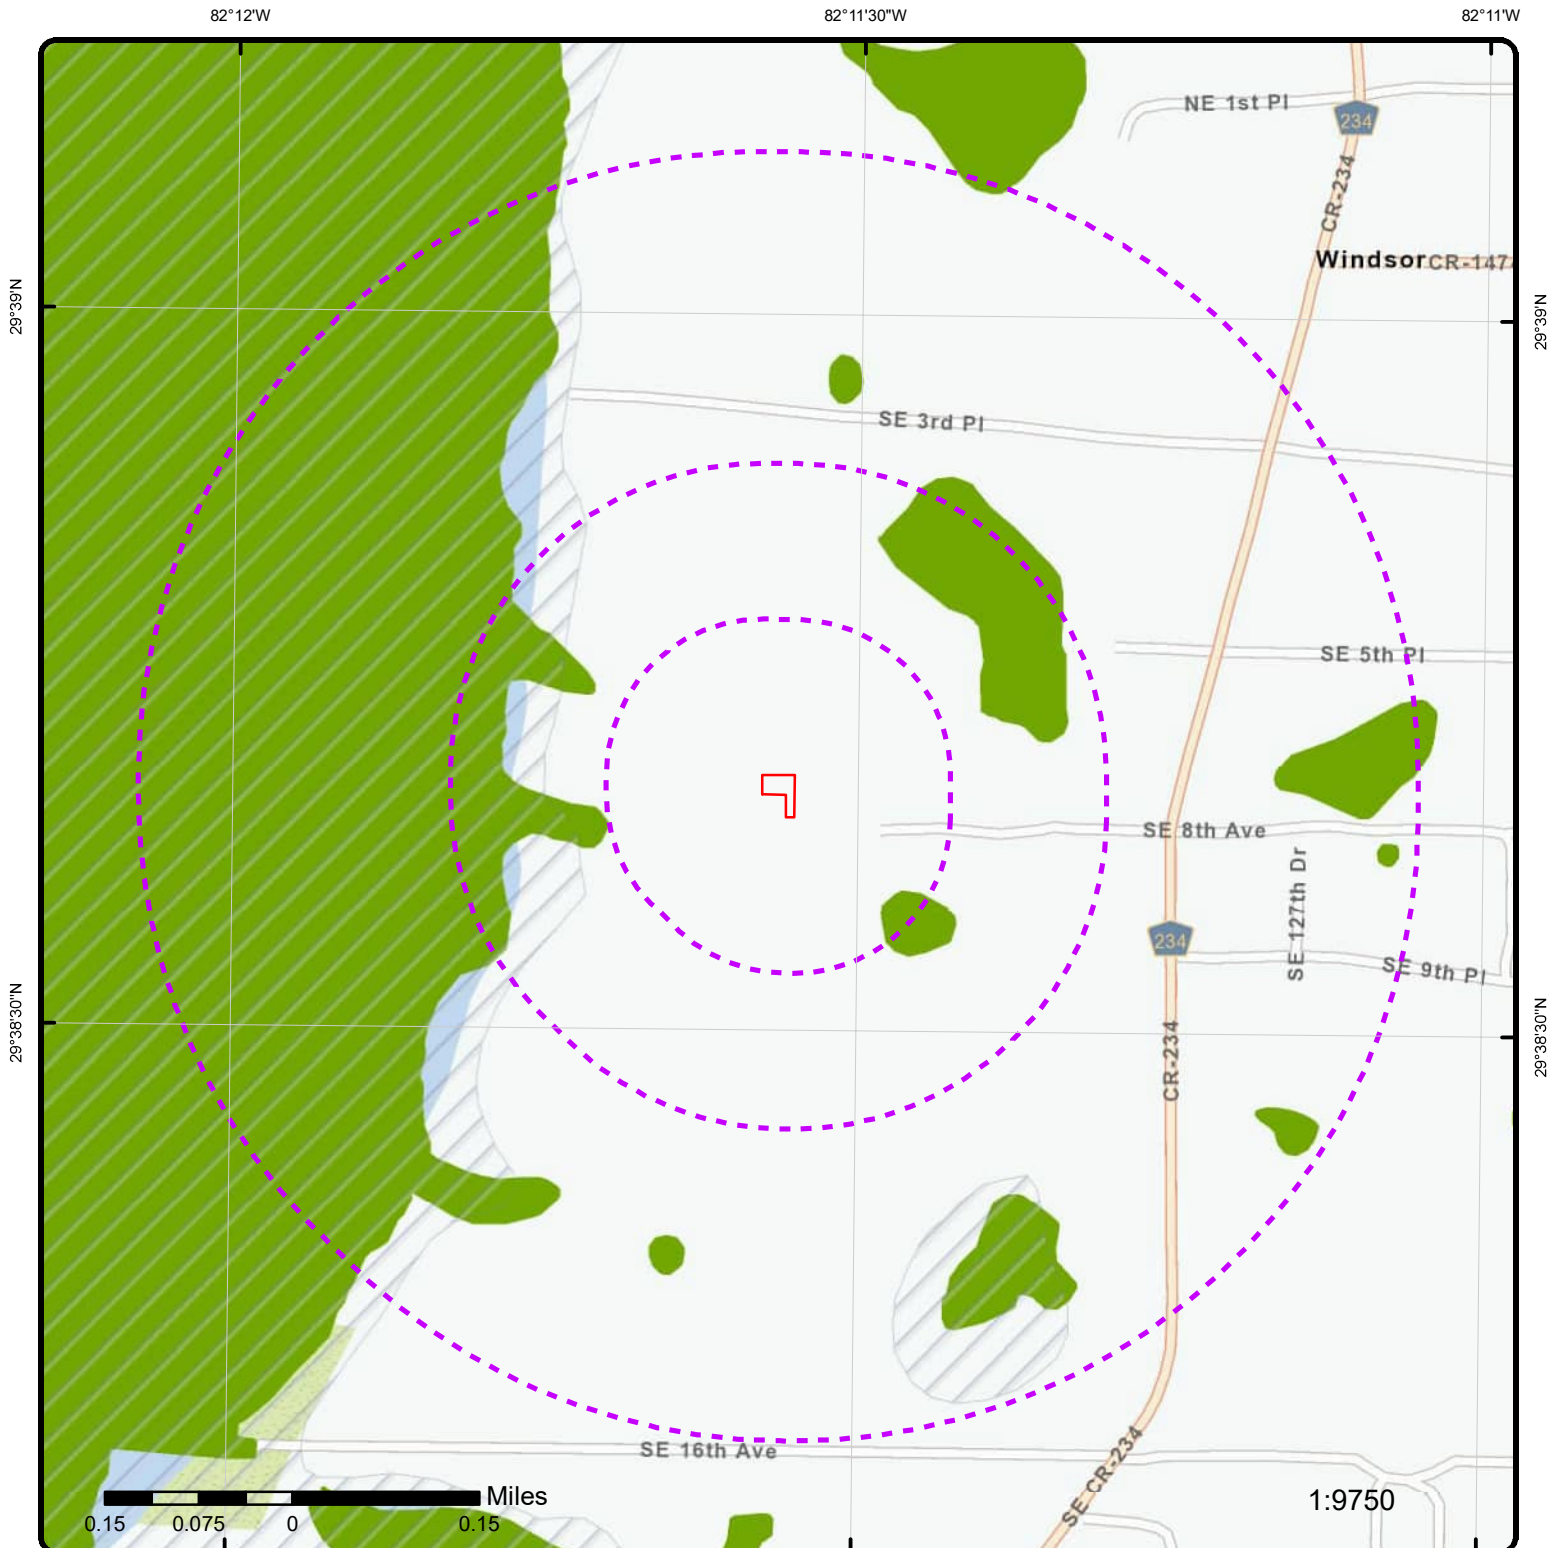 82°12'W
82°11'30"W
82°11'W
NE 1st Pl
234
CR-234
Windsor
CR-147
29°39'N
29°39'N
SE 3rd Pl
SE 5th Pl
SE 8th Ave
SE 127th Dr
234
SE 9th Pl
29°38'30"N
29°38'30"N
CR-234
SE 16th Ave
SE CR-234
Miles
0.15
0.075
0
0.15
1:9750